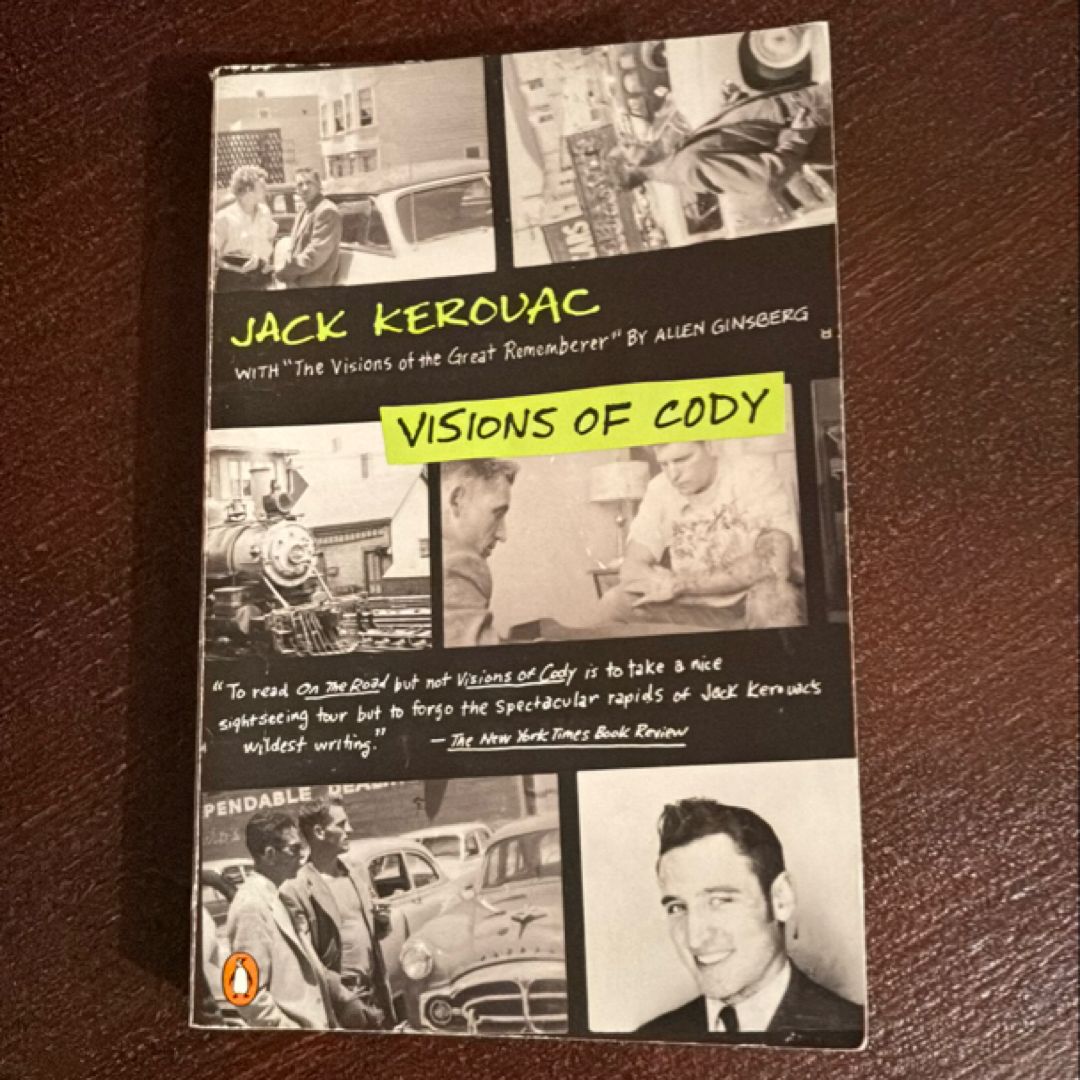 JACK KEROUAC
WITH "The Visions of the Great Rememberer" BY ALLEN GINSBERG
VISIONS OF CODY
"To read On The Road but not Visions of Cody is to take a nice
sightseeing tour but to forgo the spectacular rapids of Jack Kerouac's
wildest writing."
— The New York Times Book Review
PENDABLE